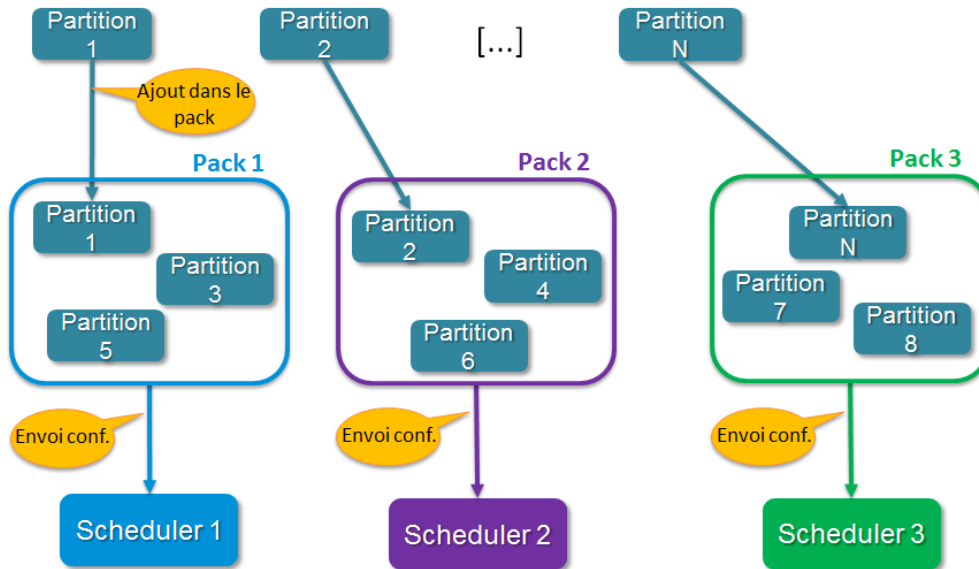 Partition
1
Partition
2
[...]
Partition
N
Ajout dans le
pack
Pack 1
Pack 2
Pack 3
Partition
1
Partition
3
Partition
5
Partition
2
Partition
4
Partition
6
Partition
N
Partition
7
Partition
8
Envoi conf.
Envoi conf.
Envoi conf.
Scheduler 1
Scheduler 2
Scheduler 3